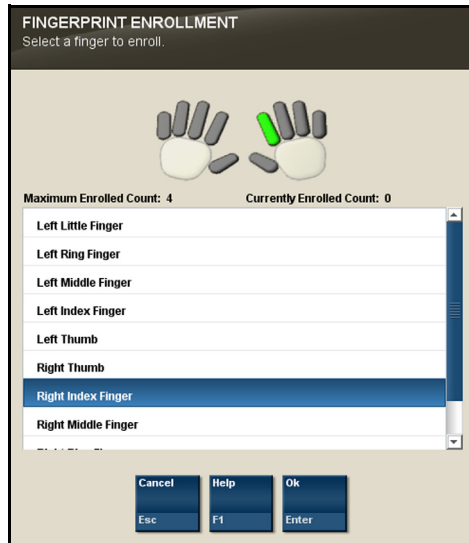 FINGERPRINT ENROLLMENT
Select a finger to enroll.
Maximum Enrolled Count: 4 Currently Enrolled Count: 0
Left Little Finger
Left Ring Finger
Left Middle Finger
Left Index Finger
Left Thumb
Right Thumb
Right Index Finger
Right Middle Finger
Cancel Help Ok
Esc F1 Enter